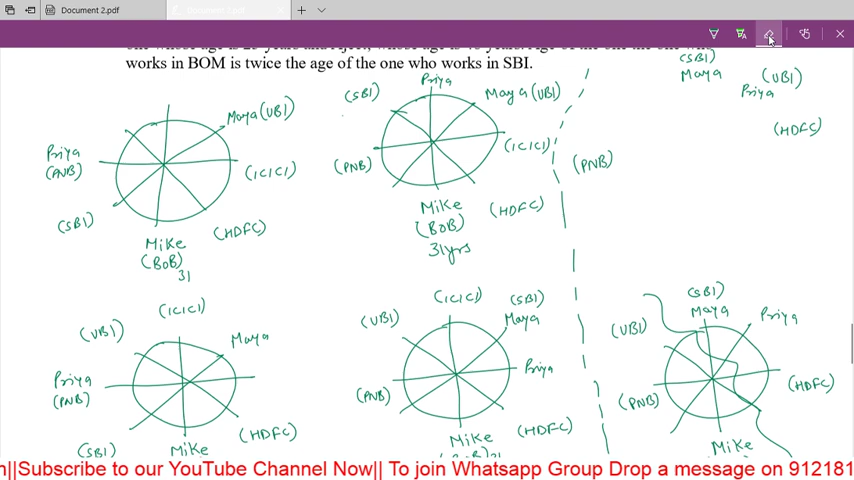 Document 2.pdf
works in BOM is twice the age of the one who works in SBI.
Maya (UBI)
Priya
(PNB)
(ICICI)
(SBI)
(HDFC)
Mike
(BOB)
31
(SBI)
Priya
Maya (UBI)
(PNB)
(ICICI)
Mike
(BOB)
31yrs
(HDFC)
(SBI)
Maya
(UBI)
Priya
(HDFC)
(PNB)
(ICICI)
(UBI)
Maya
Priya
(PNB)
(HDFC)
(SBI)
Mike
(ICICI)
(SBI)
Maya
(UBI)
Priya
(PNB)
Mike
(HDFC)
(SBI)
Maya
Priya
(UBI)
(HDFC)
(PNB)
Mike
||Subscribe to our YouTube Channel Now|| To join Whatsapp Group Drop a message on 912181